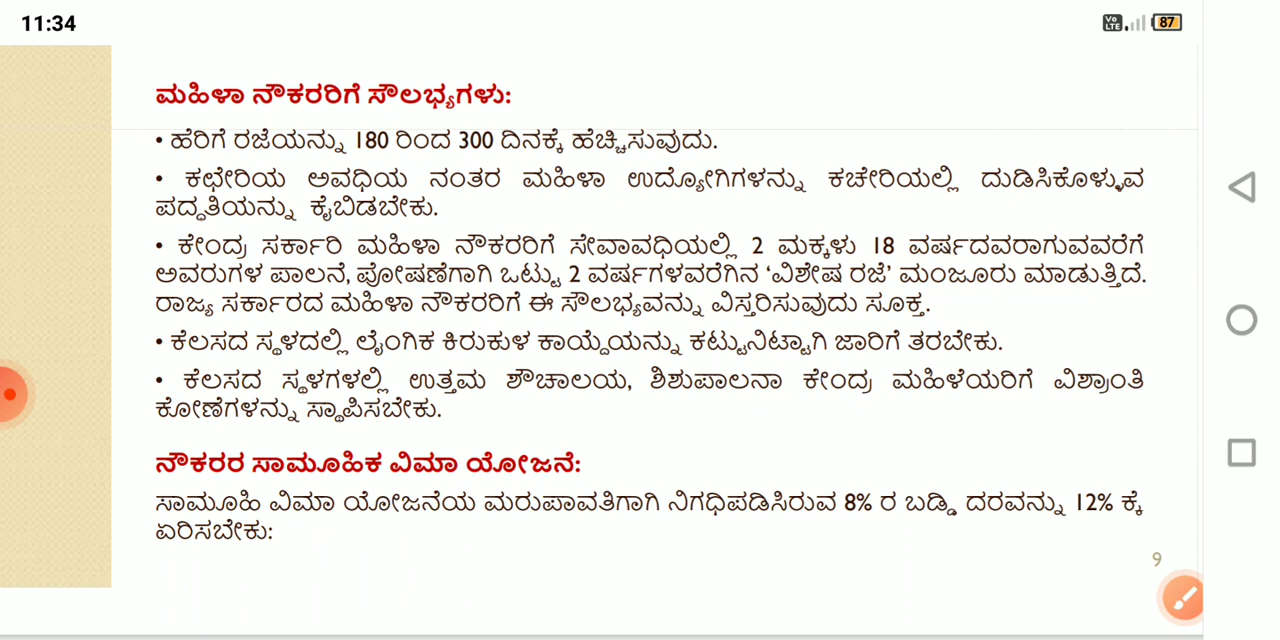 11:34
Vo LTE 87
ಮಹಿಳಾ ನೌಕರರಿಗೆ ಸೌಲಭ್ಯಗಳು:
• ಹೆರಿಗೆ ರಜೆಯನ್ನು 180 ರಿಂದ 300 ದಿನಕ್ಕೆ ಹೆಚ್ಚಿಸುವುದು.
• ಕಛೇರಿಯ ಅವಧಿಯ ನಂತರ ಮಹಿಳಾ ಉದ್ಯೋಗಿಗಳನ್ನು ಕಚೇರಿಯಲ್ಲಿ ದುಡಿಸಿಕೊಳ್ಳುವ
ಪದ್ಧತಿಯನ್ನು ಕೈಬಿಡಬೇಕು.
• ಕೇಂದ್ರ ಸರ್ಕಾರಿ ಮಹಿಳಾ ನೌಕರರಿಗೆ ಸೇವಾವಧಿಯಲ್ಲಿ 2 ಮಕ್ಕಳು 18 ವರ್ಷದವರಾಗುವವರೆಗೆ
ಅವರುಗಳ ಪಾಲನೆ, ಪೋಷಣೆಗಾಗಿ ಒಟ್ಟು 2 ವರ್ಷಗಳವರೆಗಿನ ‘ವಿಶೇಷ ರಜೆ’ ಮಂಜೂರು ಮಾಡುತ್ತಿದೆ.
ರಾಜ್ಯ ಸರ್ಕಾರದ ಮಹಿಳಾ ನೌಕರರಿಗೆ ಈ ಸೌಲಭ್ಯವನ್ನು ವಿಸ್ತರಿಸುವುದು ಸೂಕ್ತ.
• ಕೆಲಸದ ಸ್ಥಳದಲ್ಲಿ ಲೈಂಗಿಕ ಕಿರುಕುಳ ಕಾಯ್ದೆಯನ್ನು ಕಟ್ಟುನಿಟ್ಟಾಗಿ ಜಾರಿಗೆ ತರಬೇಕು.
• ಕೆಲಸದ ಸ್ಥಳಗಳಲ್ಲಿ ಉತ್ತಮ ಶೌಚಾಲಯ, ಶಿಶುಪಾಲನಾ ಕೇಂದ್ರ ಮಹಿಳೆಯರಿಗೆ ವಿಶ್ರಾಂತಿ
ಕೋಣೆಗಳನ್ನು ಸ್ಥಾಪಿಸಬೇಕು.
ನೌಕರರ ಸಾಮೂಹಿಕ ವಿಮಾ ಯೋಜನೆ:
ಸಾಮೂಹಿ ವಿಮಾ ಯೋಜನೆಯ ಮರುಪಾವತಿಗಾಗಿ ನಿಗಧಿಪಡಿಸಿರುವ 8% ರ ಬಡ್ಡಿ ದರವನ್ನು 12% ಕ್ಕೆ
ಏರಿಸಬೇಕು:
9